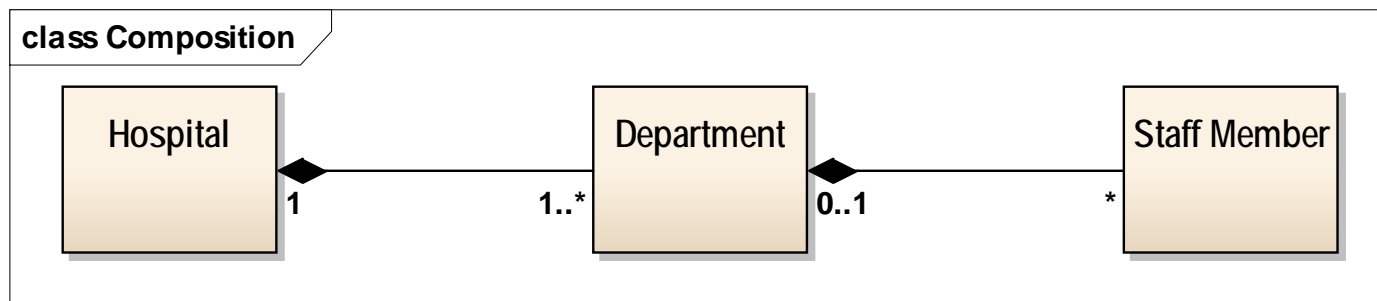 class Composition
Hospital
Department
Staff Member
1
1..*
0..1
*